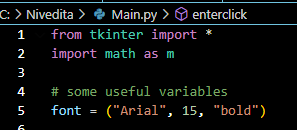 C: > Nivedita > Main.py > enterclick
1 from tkinter import *
2 import math as m
3
4 # some useful variables
5 font = ("Arial", 15, "bold")